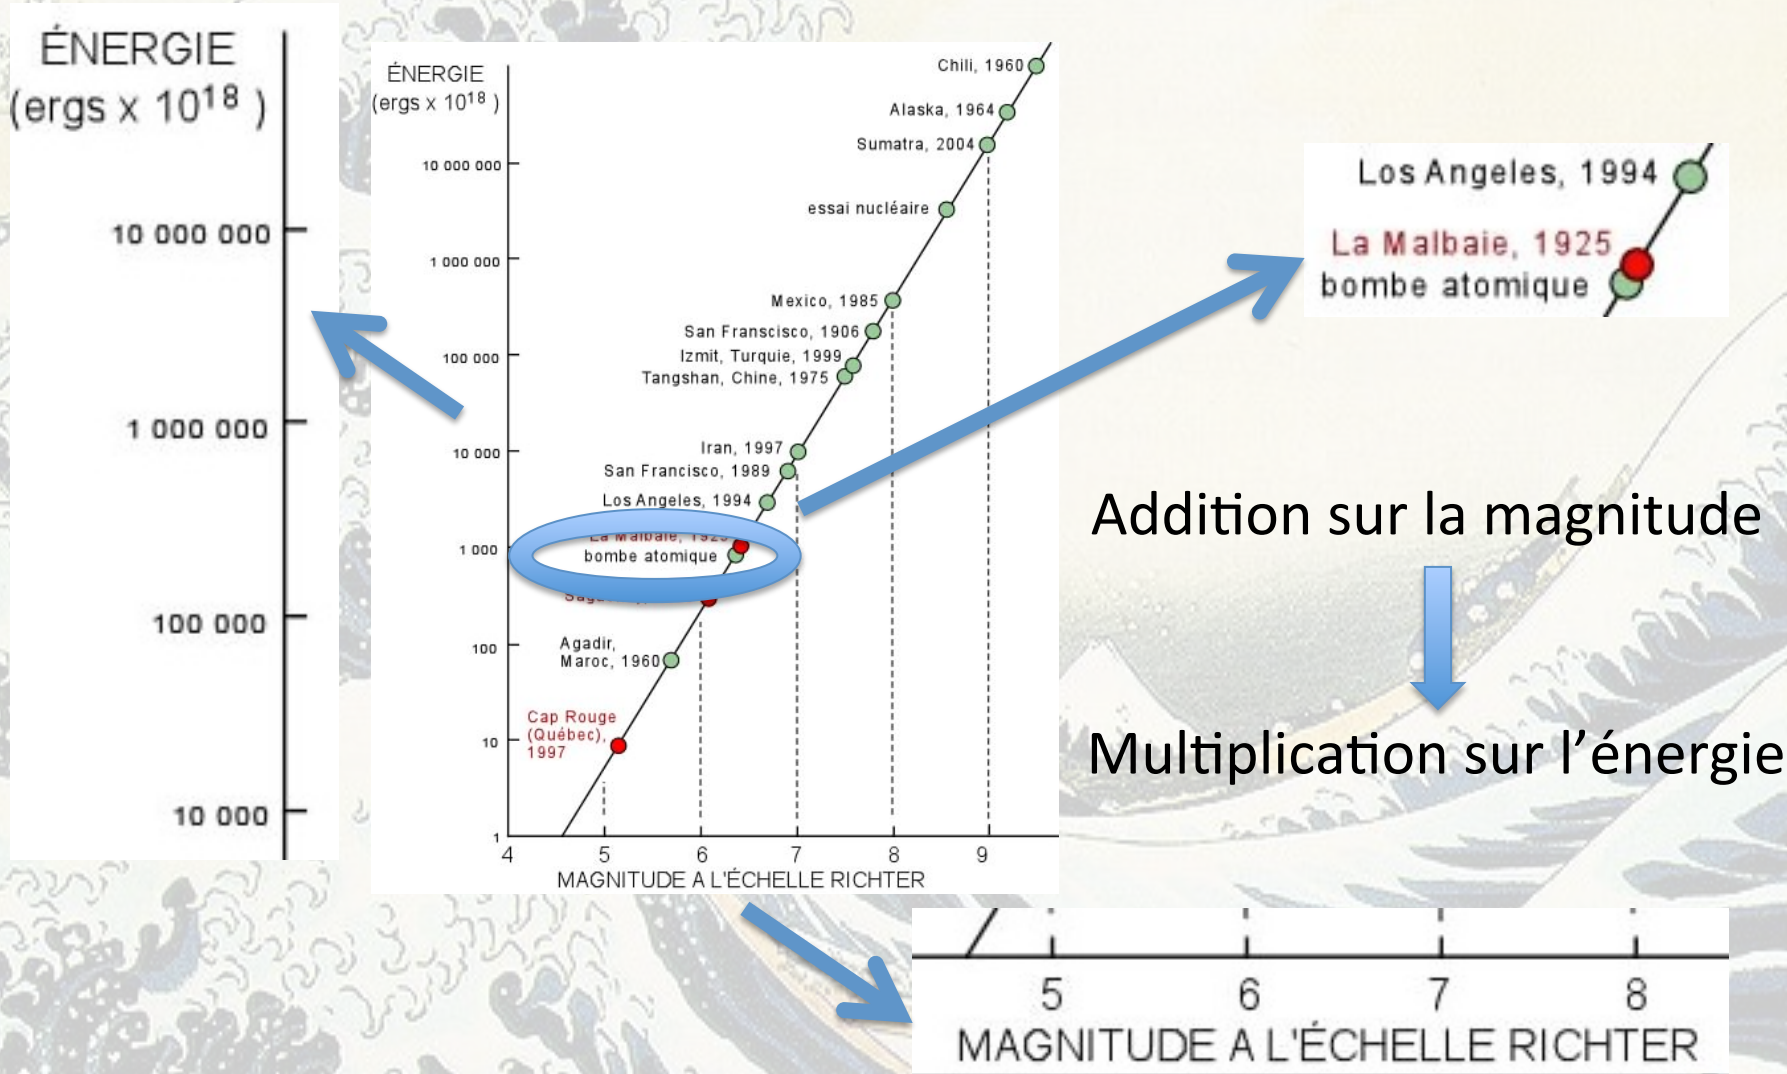 ÉNERGIE
(ergs x 10¹⁸ )
10 000 000
1 000 000
100 000
10 000
ÉNERGIE
(ergs x 10¹⁸ )
10 000 000
1 000 000
100 000
10 000
1 000
100
10
1
Chili, 1960
Alaska, 1964
Sumatra, 2004
essai nucléaire
Mexico, 1985
San Franscisco, 1906
Izmit, Turquie, 1999
Tangshan, Chine, 1975
Iran, 1997
San Francisco, 1989
Los Angeles, 1994
La Malbaie, 1925
bombe atomique
Agadir,
Maroc, 1960
Cap Rouge
(Québec),
1997
4 5 6 7 8 9
MAGNITUDE A L'ÉCHELLE RICHTER
Los Angeles, 1994
La Malbaie, 1925
bombe atomique
Addition sur la magnitude
Multiplication sur l’énergie
5 6 7 8
MAGNITUDE A L'ÉCHELLE RICHTER